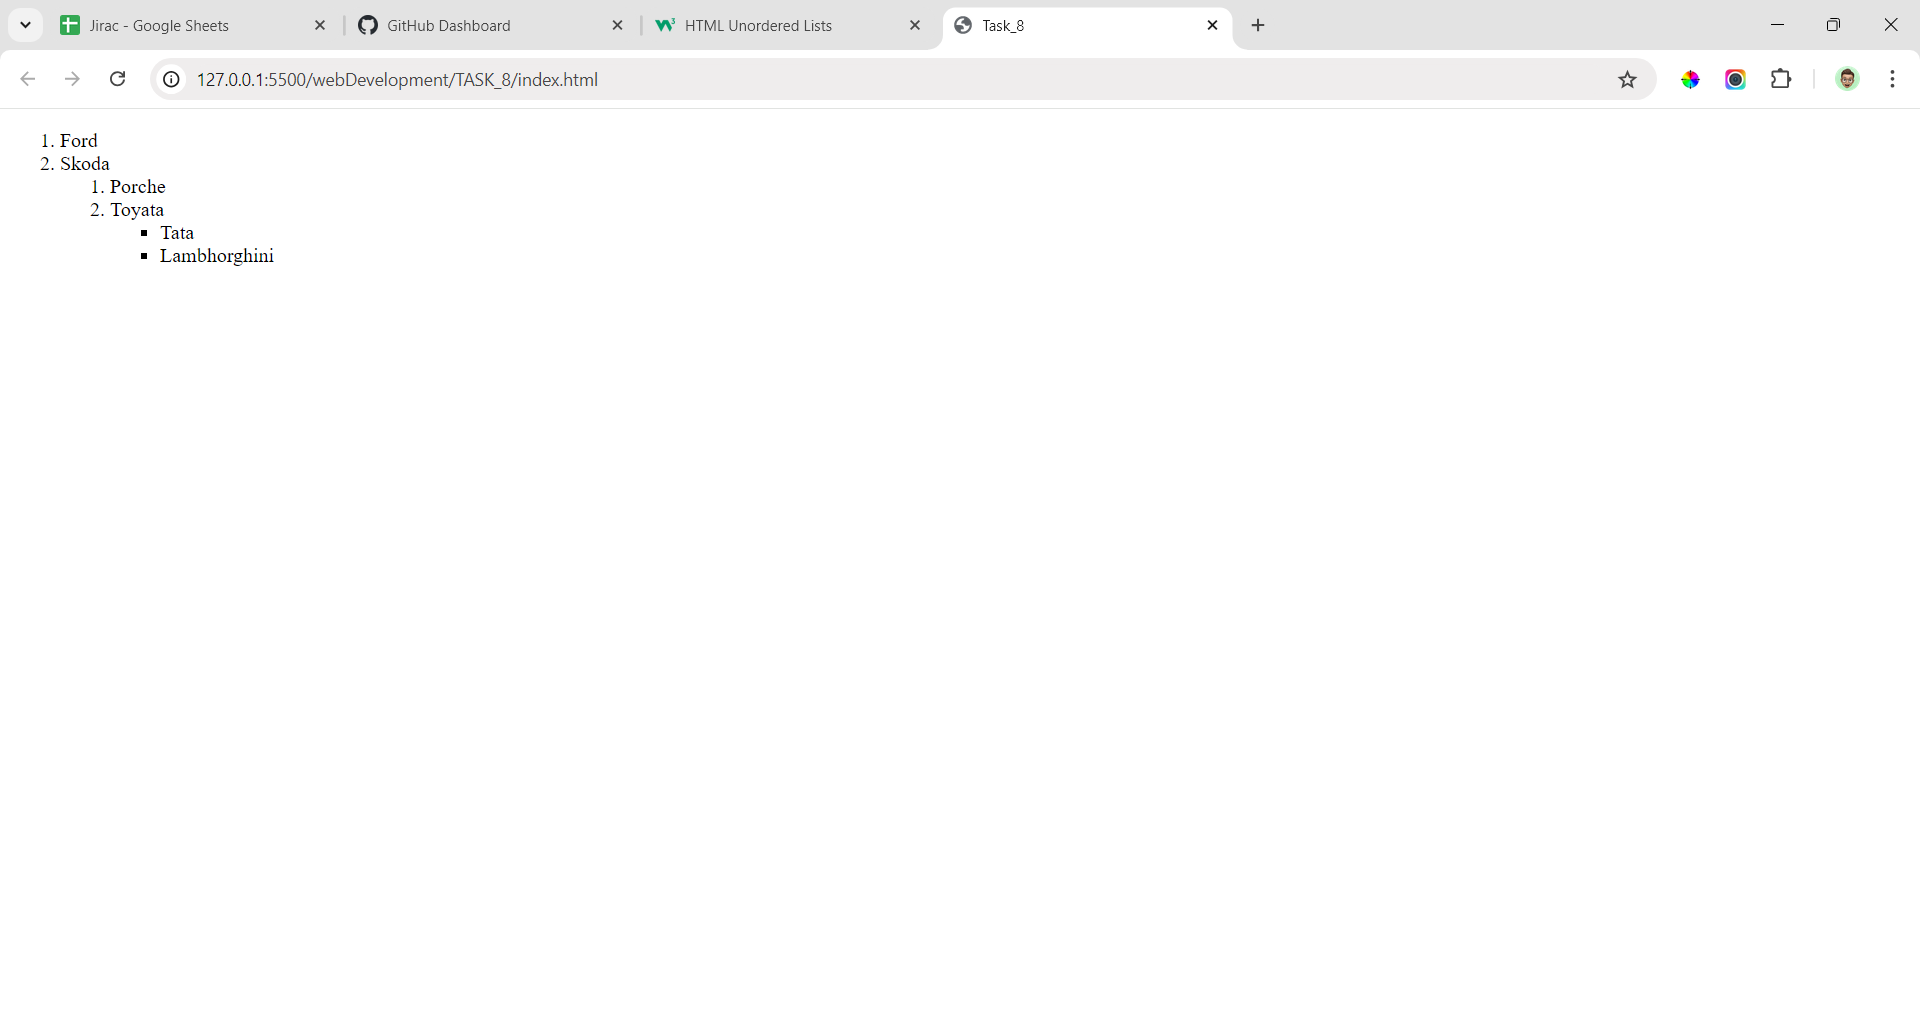 Jirac - Google Sheets
GitHub Dashboard
HTML Unordered Lists
Task_8
127.0.0.1:5500/webDevelopment/TASK_8/index.html
1. Ford
2. Skoda
1. Porche
2. Toyata
▪ Tata
▪ Lambhorghini